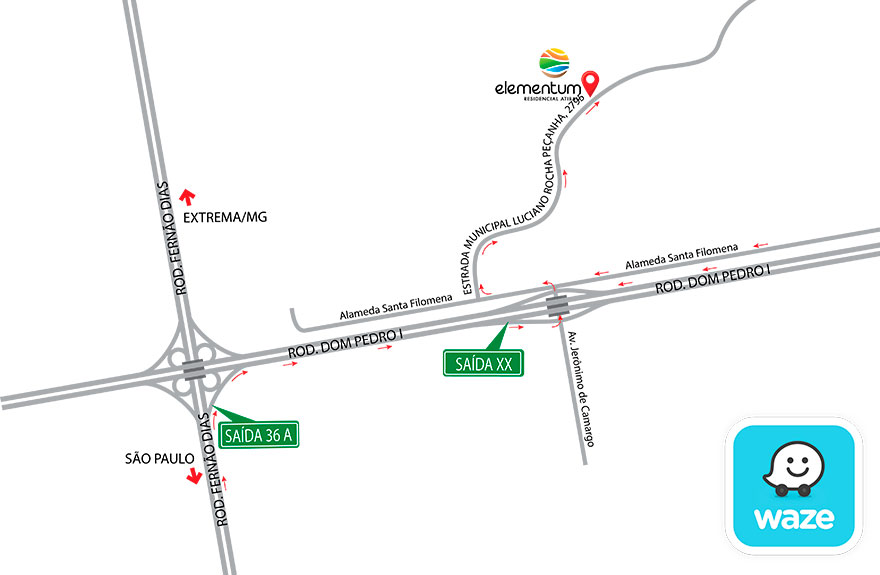 elementum
RESIDENCIAL ATIBAIA
ESTRADA MUNICIPAL LUCIANO ROCHA PEÇANHA, 2796
ROD. FERNÃO DIAS
EXTREMA/MG
Alameda Santa Filomena
ROD. DOM PEDRO I
Alameda Santa Filomena
ROD. DOM PEDRO I
SAÍDA XX
Av. Jerônimo de Camargo
SAÍDA 36 A
SÃO PAULO
ROD. FERNÃO DIAS
waze